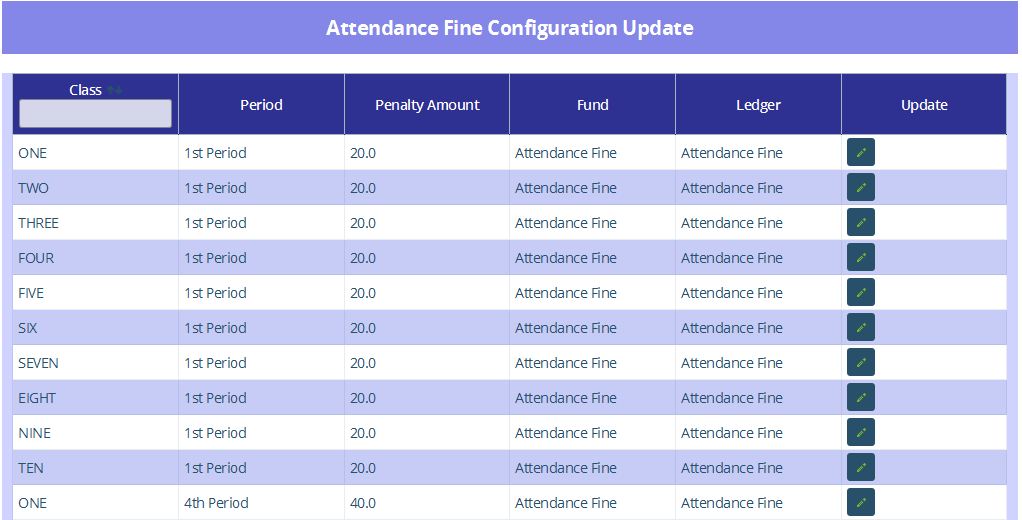 Attendance Fine Configuration Update
Class Period Penalty Amount Fund Ledger Update
ONE 1st Period 20.0 Attendance Fine Attendance Fine
TWO 1st Period 20.0 Attendance Fine Attendance Fine
THREE 1st Period 20.0 Attendance Fine Attendance Fine
FOUR 1st Period 20.0 Attendance Fine Attendance Fine
FIVE 1st Period 20.0 Attendance Fine Attendance Fine
SIX 1st Period 20.0 Attendance Fine Attendance Fine
SEVEN 1st Period 20.0 Attendance Fine Attendance Fine
EIGHT 1st Period 20.0 Attendance Fine Attendance Fine
NINE 1st Period 20.0 Attendance Fine Attendance Fine
TEN 1st Period 20.0 Attendance Fine Attendance Fine
ONE 4th Period 40.0 Attendance Fine Attendance Fine